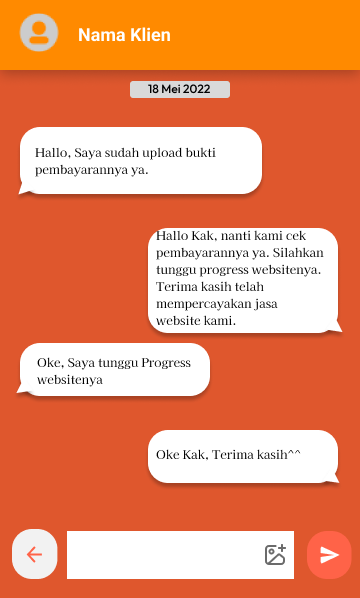 Nama Klien
18 Mei 2022
Hallo, Saya sudah upload bukti
pembayarannya ya.
Hallo Kak, nanti kami cek
pembayarannya ya. Silahkan
tunggu progress websitenya.
Terima kasih telah
mempercayakan jasa
website kami.
Oke, Saya tunggu Progress
websitenya
Oke Kak, Terima kasih^^